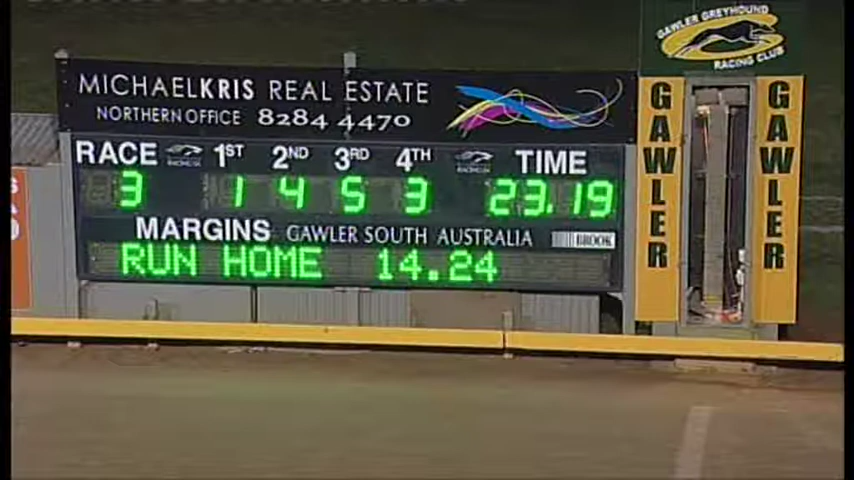 GAWLER GREYHOUND
RACING CLUB
MICHAELKRIS REAL ESTATE
NORTHERN OFFICE 8284 4470
RACE 1ST 2ND 3RD 4TH TIME
3 1 4 5 3 23.19
MARGINS GAWLER SOUTH AUSTRALIA BROOK
RUN HOME 14.24
GAWLER
GAWLER